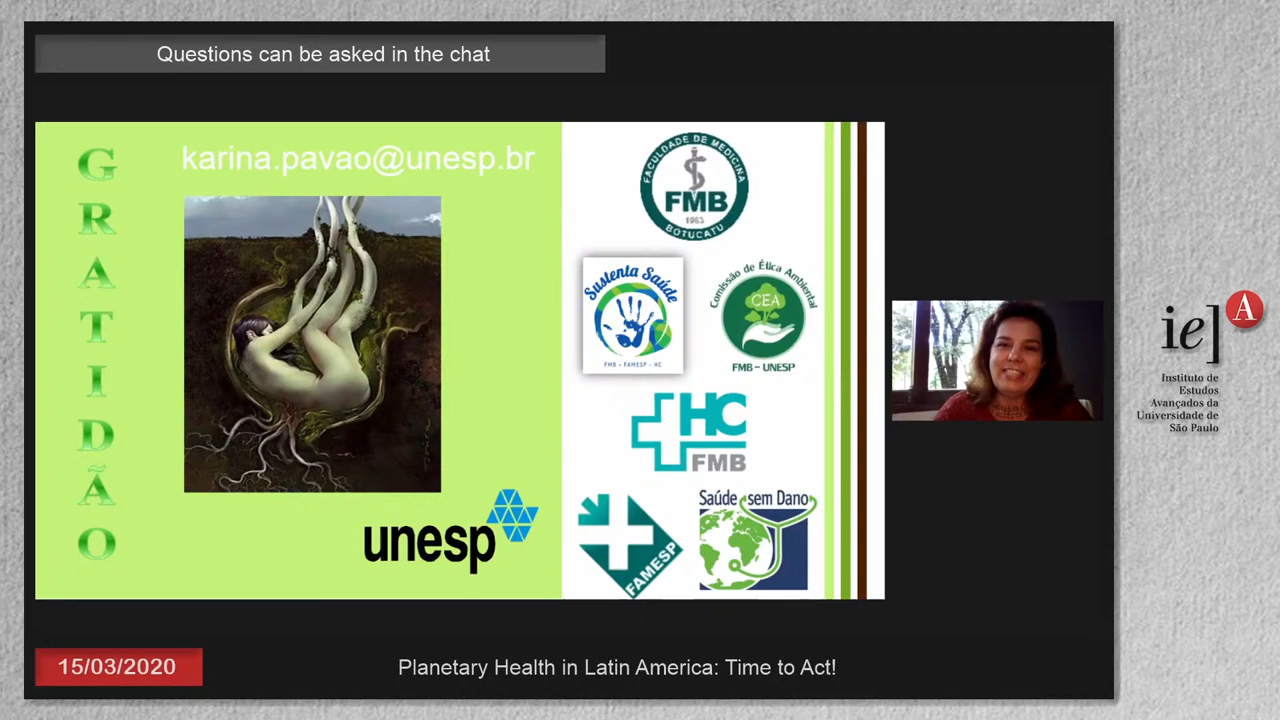 Questions can be asked in the chat
GRATIDÃO
karina.pavao@unesp.br
unesp
FACULDADE DE MEDICINA
FMB
1963
BOTUCATU
Sustenta Saúde
FMB - FAMESP - HC
Comissão de Ética Ambiental
CEA
FMB - UNESP
HC
FMB
FAMESP
Saúde sem Dano
iea
Instituto de
Estudos
Avançados da
Universidade de
São Paulo
15/03/2020
Planetary Health in Latin America: Time to Act!